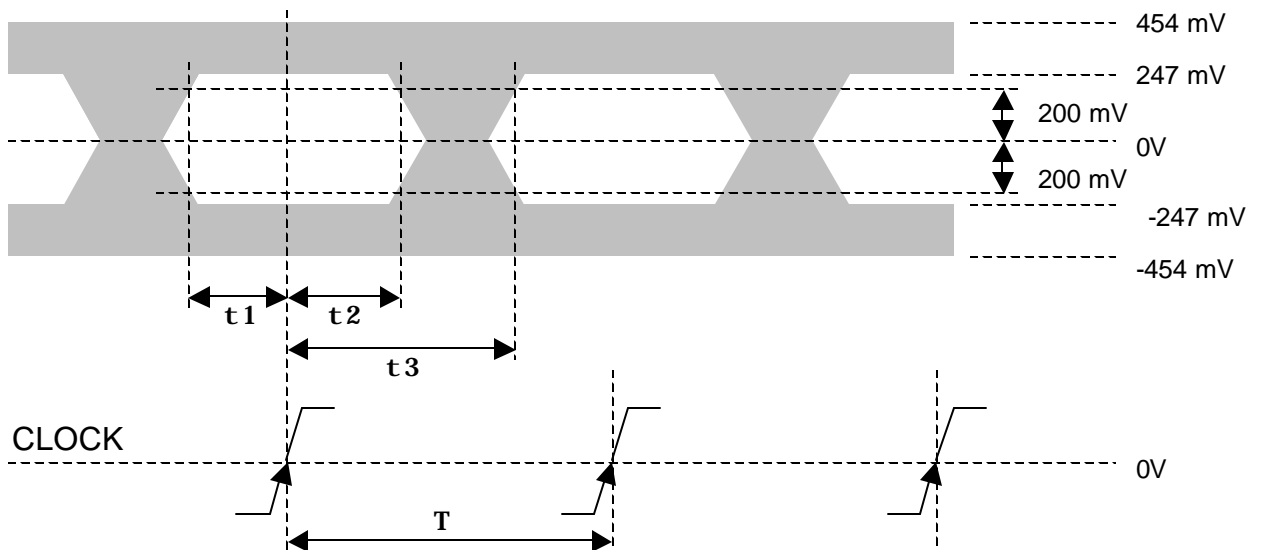 454 mV
247 mV
200 mV
0V
200 mV
-247 mV
-454 mV
t1
t2
t3
CLOCK
0V
T